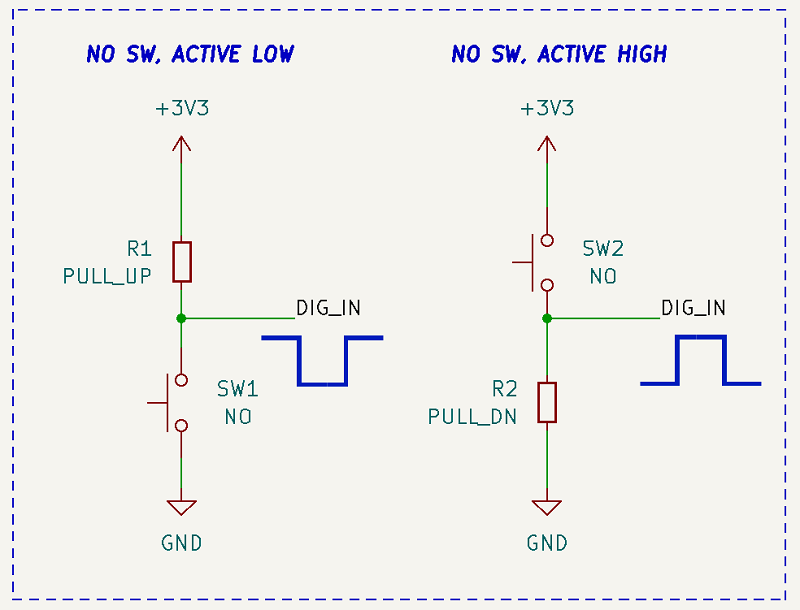 NO SW, ACTIVE LOW
+3V3
R1
PULL_UP
DIG_IN
SW1
NO
GND
NO SW, ACTIVE HIGH
+3V3
SW2
NO
DIG_IN
R2
PULL_DN
GND